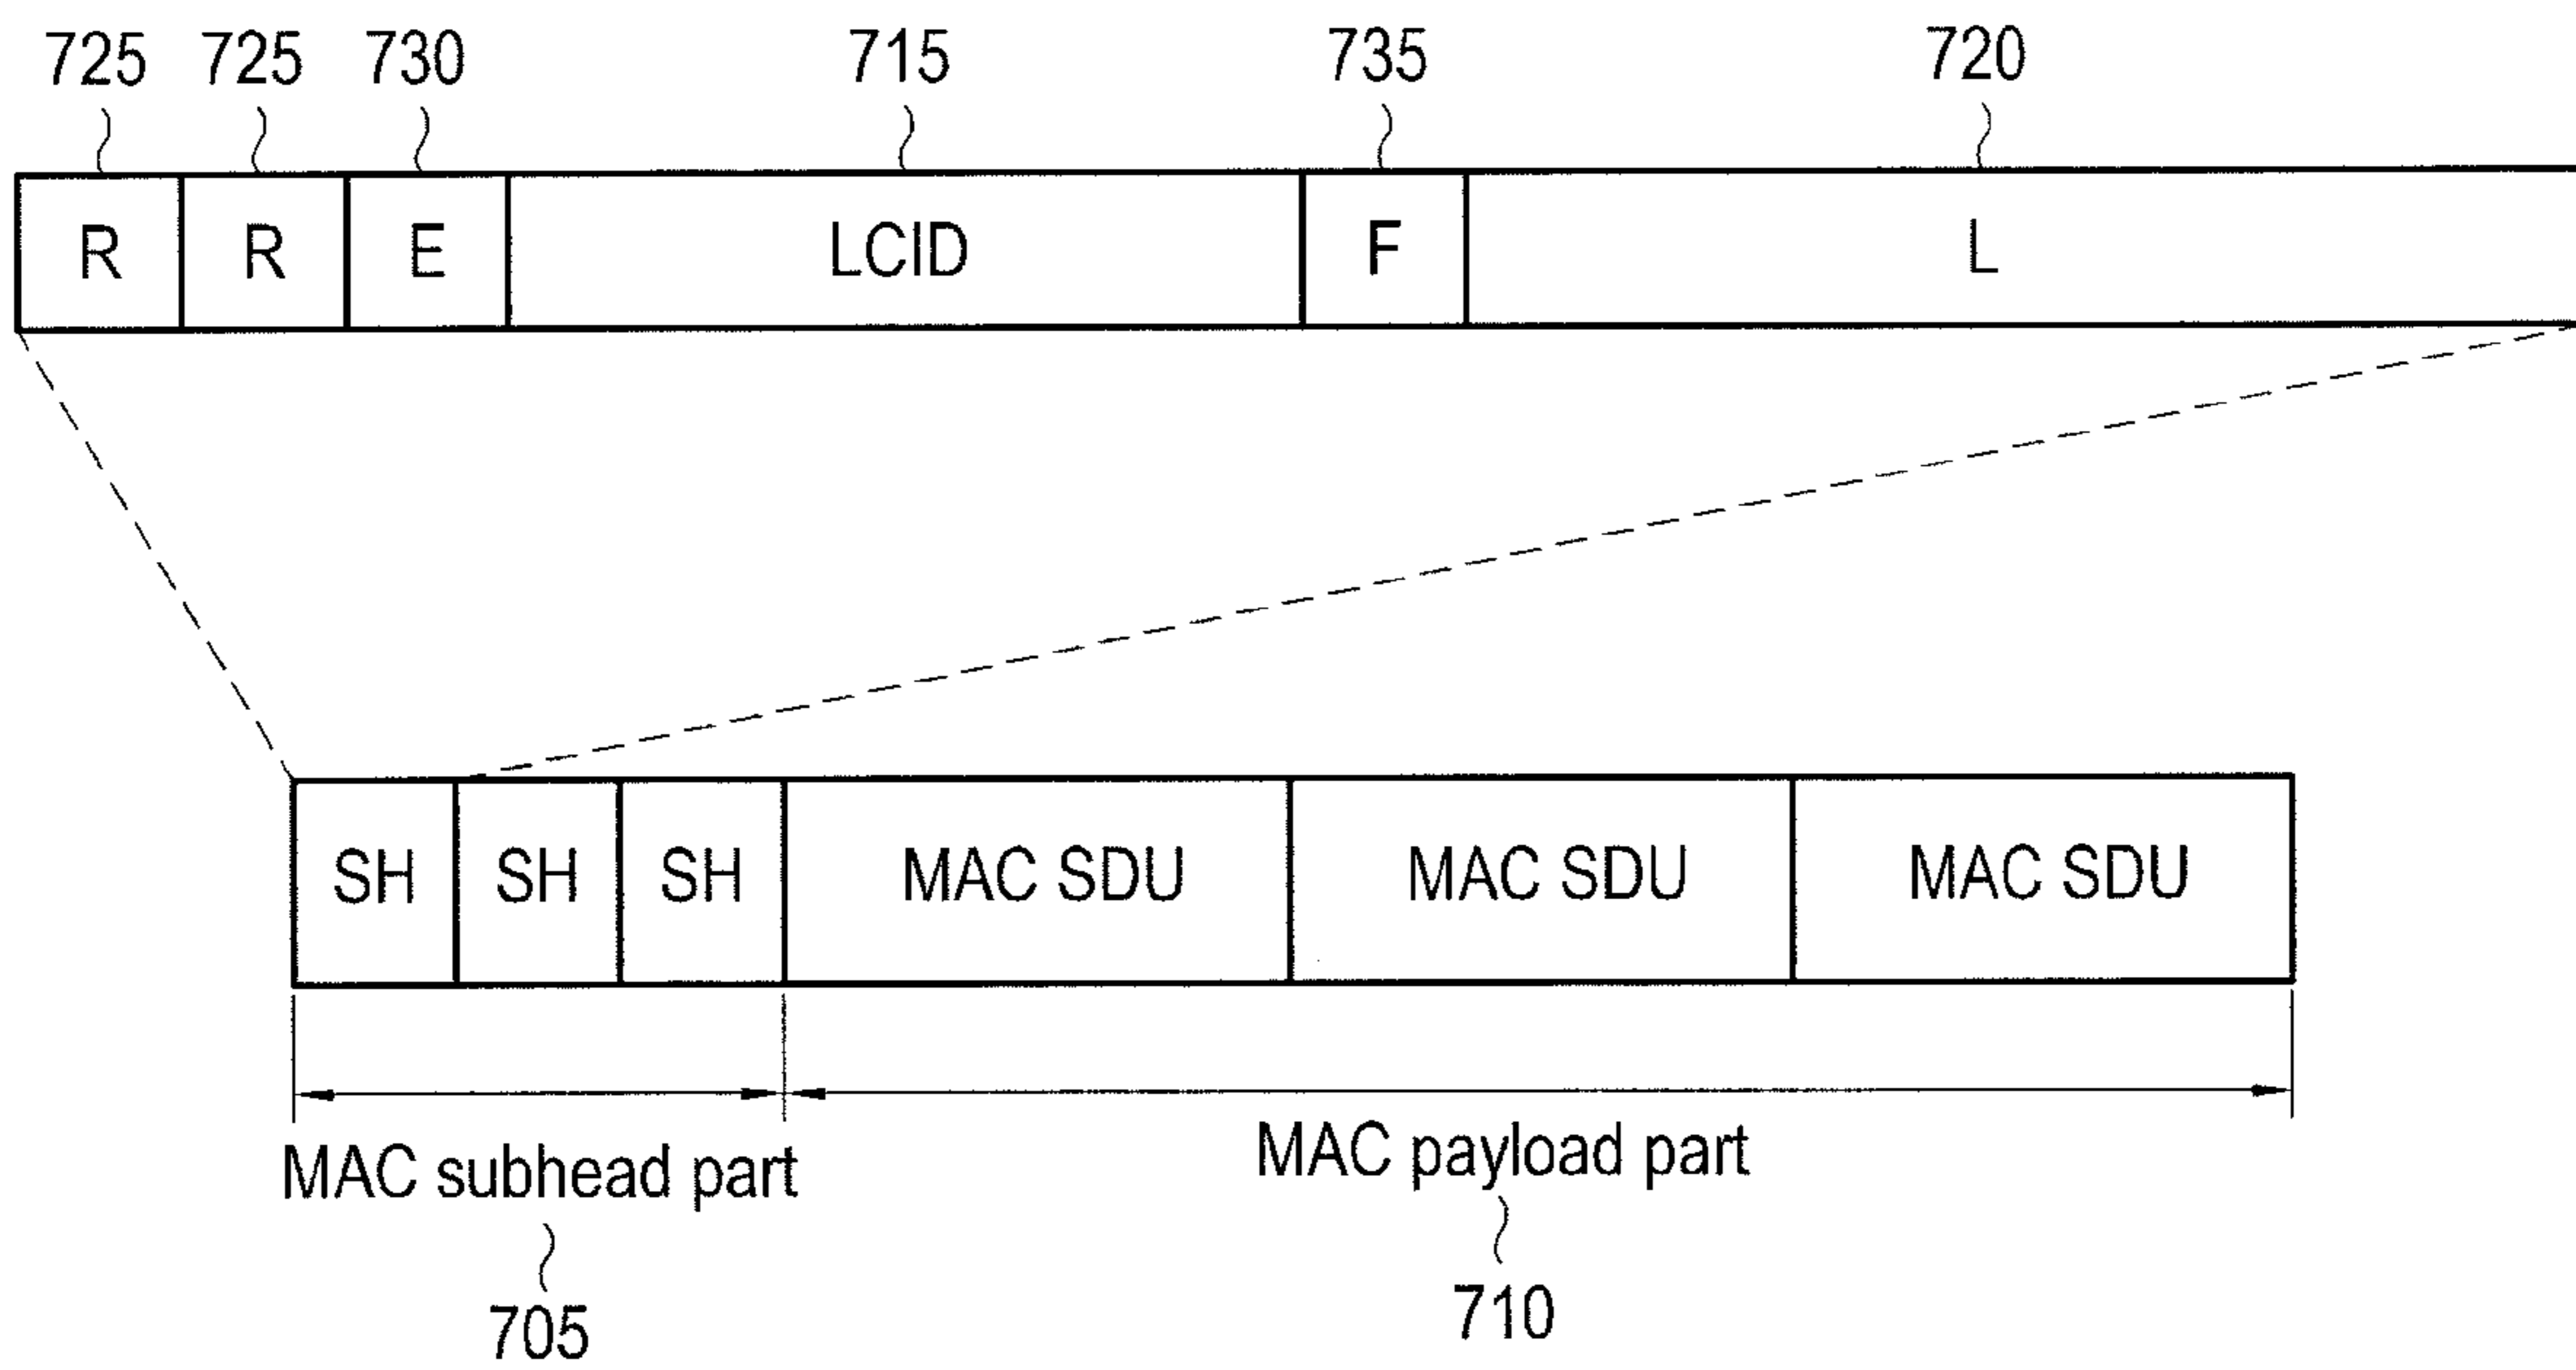 725 725 730 715 735 720
R R E LCID F L
SH SH SH MAC SDU MAC SDU MAC SDU
MAC subhead part MAC payload part
705 710